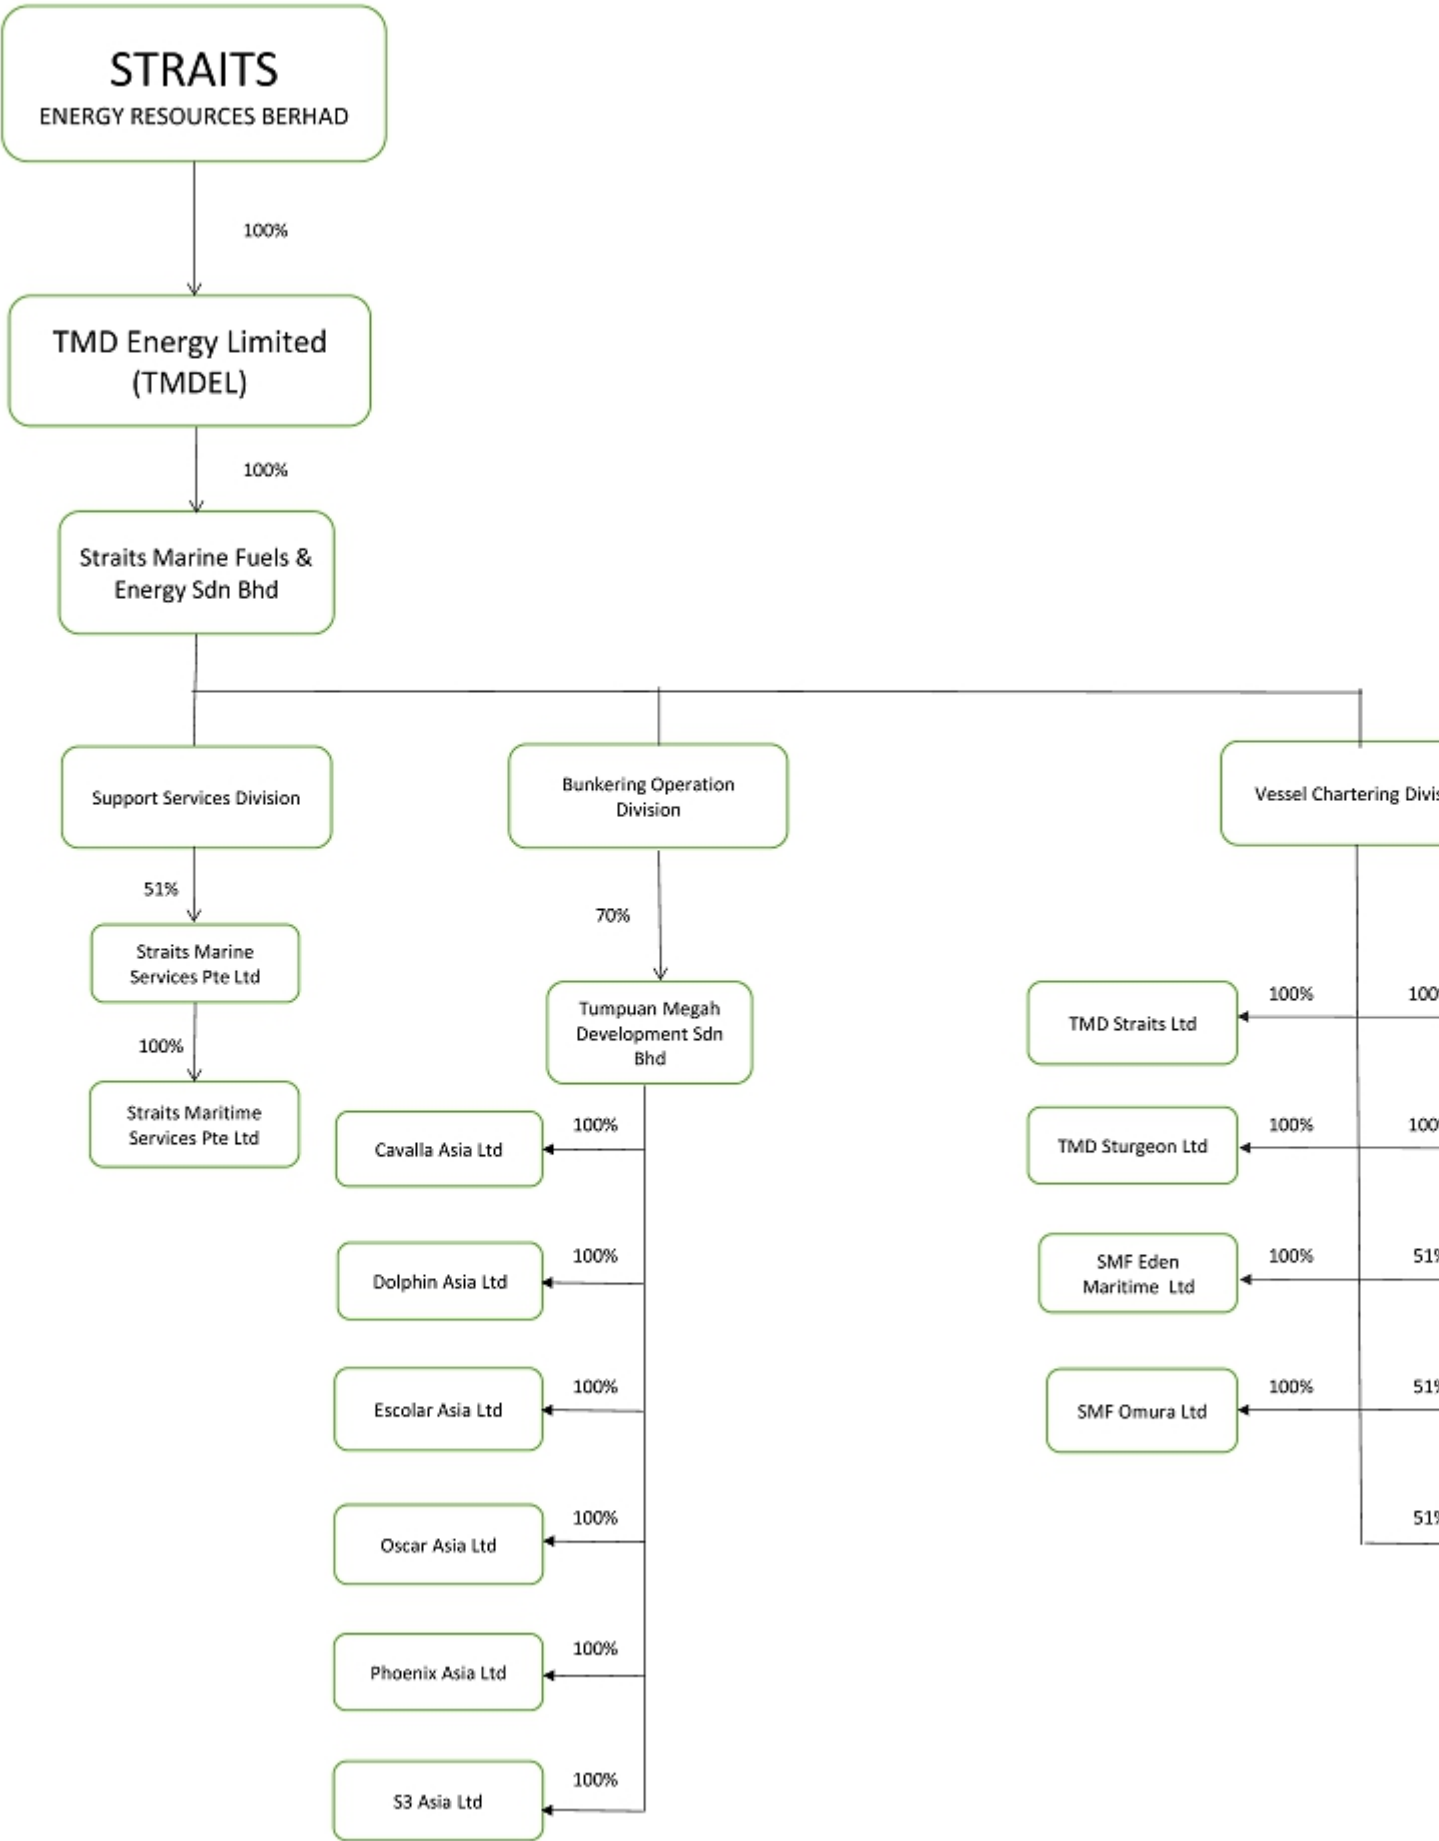 STRAITS
ENERGY RESOURCES BERHAD
100%
TMD Energy Limited
(TMDEL)
100%
Straits Marine Fuels &
Energy Sdn Bhd
Support Services Division
51%
Straits Marine
Services Pte Ltd
100%
Straits Maritime
Services Pte Ltd
Bunkering Operation
Division
70%
Tumpuan Megah
Development Sdn
Bhd
100%
Cavalla Asia Ltd
100%
Dolphin Asia Ltd
100%
Escolar Asia Ltd
100%
Oscar Asia Ltd
100%
Phoenix Asia Ltd
100%
S3 Asia Ltd
Vessel Chartering
100%
TMD Straits Ltd
100%
TMD Sturgeon Ltd
100%
SMF Eden
Maritime Ltd
100%
SMF Omura Ltd